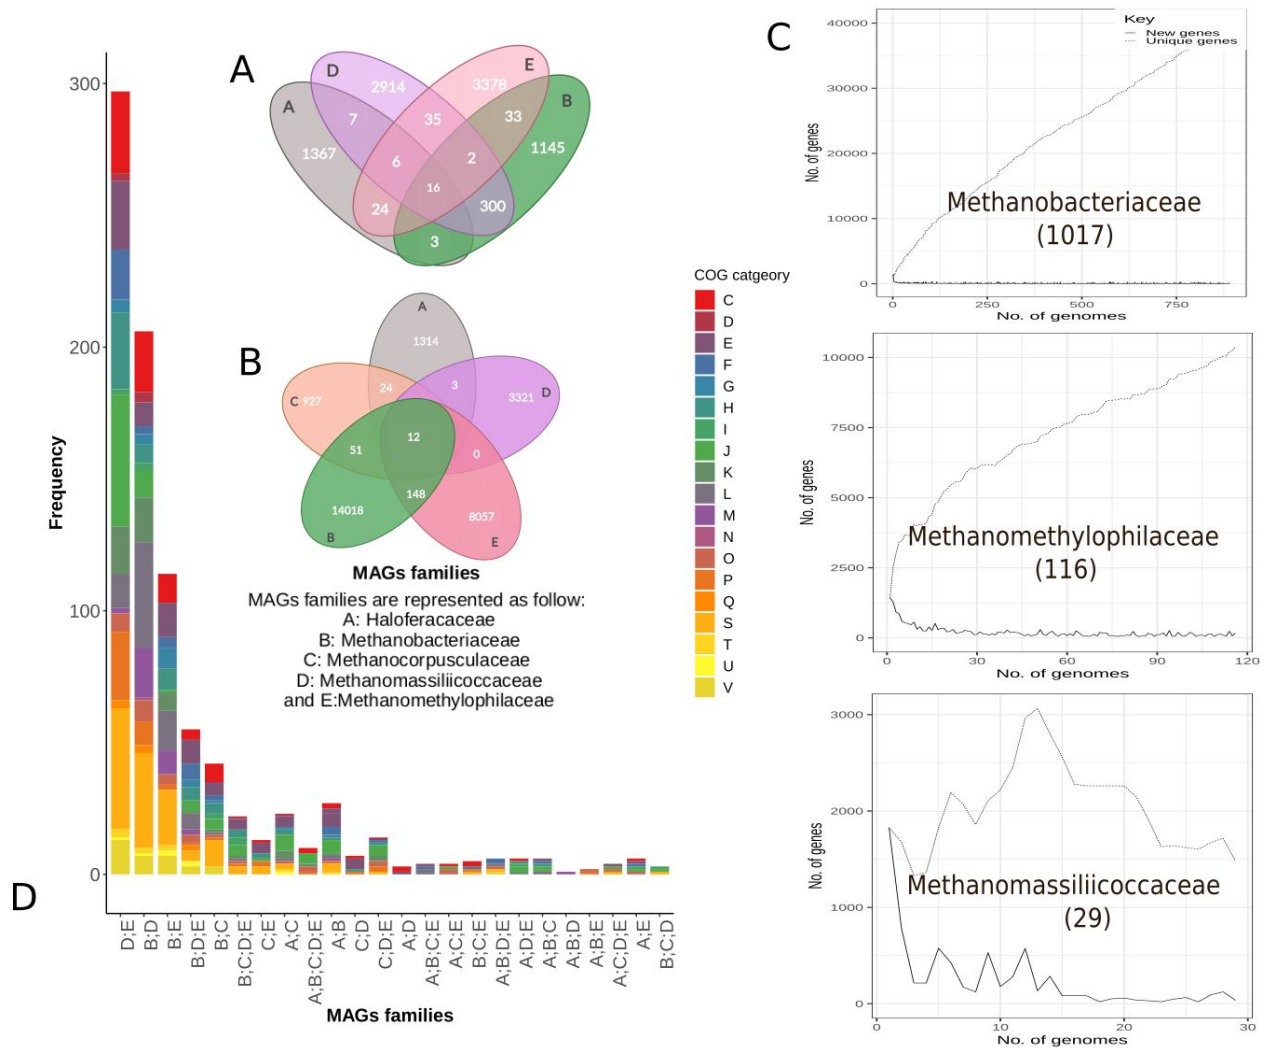 A
D
2914
E
3378
B
A
7
35
33
1367
6
2
1145
16
24
300
3
B
A
1314
C
927
24
3
3321
D
12
51
0
148
14018
8057
B
E
MAGs families
MAGs families are represented as follow:
A: Haloferacaceae
B: Methanobacteriaceae
C: Methanocorpusculaceae
D: Methanomassiliicoccaceae
and E:Methanomethylophilaceae
COG catgeory
C
D
E
F
G
H
I
J
K
L
M
N
O
P
Q
S
T
U
V
C
Key
New genes
Unique genes
40000
30000
20000
10000
0
No. of genes
Methanobacteriaceae
(1017)
0
250
500
750
No. of genomes
10000
7500
5000
2500
0
No. of genes
Methanomethylophilaceae
(116)
0
30
60
90
120
No. of genomes
3000
2000
1000
0
No. of genes
Methanomassiliicoccaceae
(29)
0
10
20
30
No. of genomes
D
300
200
100
0
Frequency
D;E
B;D
B;E
B;D;E
B;C
B;C;D;E
C;E
A;C
A;B;C;D;E
A;B
C;D
C;D;E
A;D
A;B;C;E
A;C;E
B;C;E
A;B;D;E
A;D;E
A;B;C
A;B;D
A;B;E
A;C;D;E
A;E
B;C;D
MAGs families